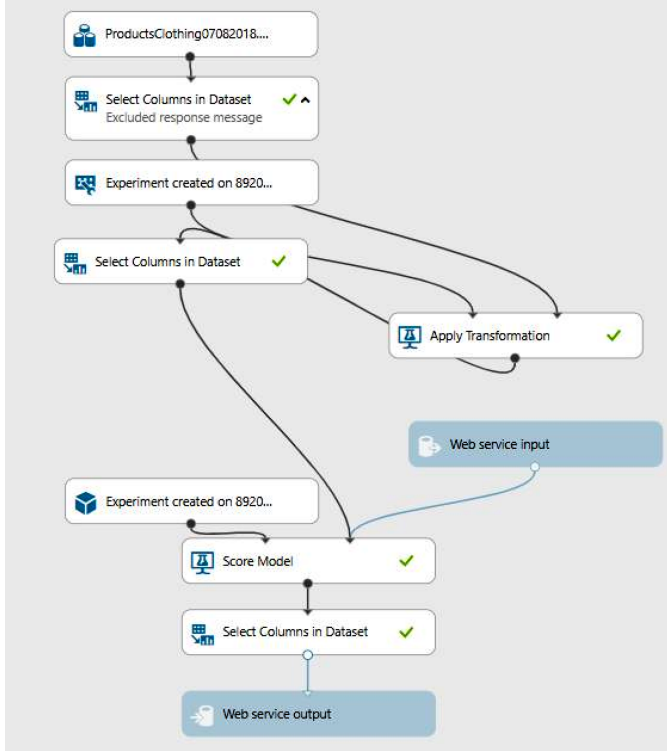 ProductsClothing07082018....
Select Columns in Dataset
Excluded response message
Experiment created on 8920...
Select Columns in Dataset
Apply Transformation
Web service input
Experiment created on 8920...
Score Model
Select Columns in Dataset
Web service output